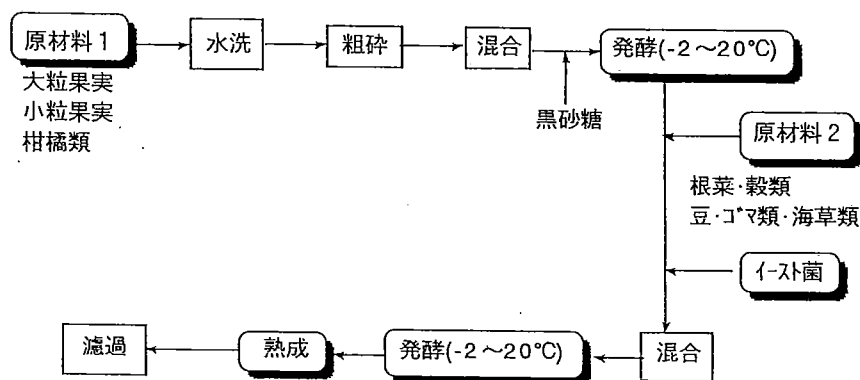 原材料1
水洗
粗砕
混合
発酵(-2～20℃)
大粒果実
小粒果実
柑橘類
黒砂糖
原材料2
根菜・穀類
豆・ｺﾞﾏ類・海草類
ｲｰｽﾄ菌
濾過
熟成
発酵(-2～20℃)
混合